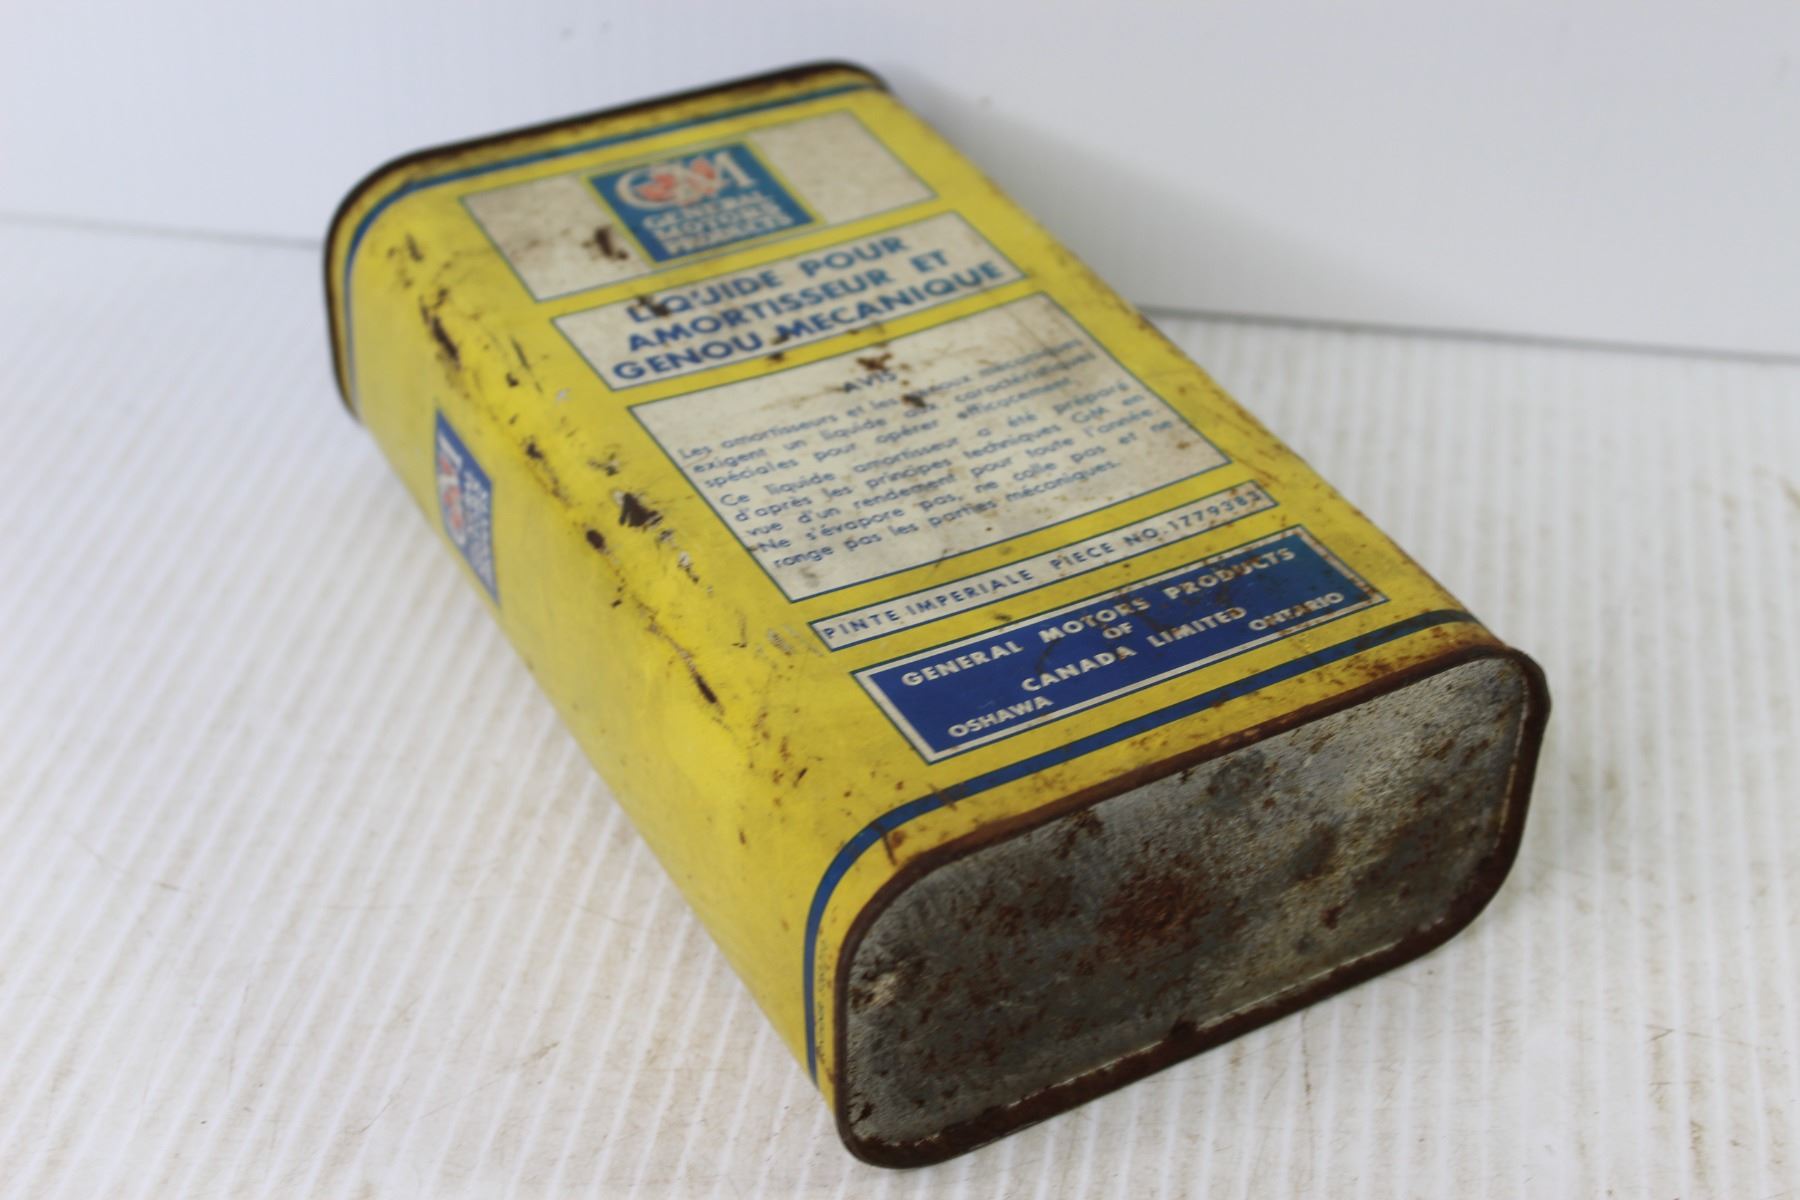 GM
GENERAL
MOTORS
PRODUCTS
LIQUIDE POUR
AMORTISSEUR ET
GENOU MECANIQUE
AVIS
Les amortisseurs et les genoux mécaniques
exigent un liquide aux caractéristiques
spéciales pour opérer efficacement.
Ce liquide amortisseur a été préparé
d'après les principes techniques GM en
vue d'un rendement pour toute l'année.
Ne s'évapore pas, ne colle pas et ne
ronge pas les parties mécaniques.
PINTE IMPERIALE PIECE NO. 1779383
GENERAL MOTORS PRODUCTS
OF
CANADA LIMITED
OSHAWA ONTARIO
GM